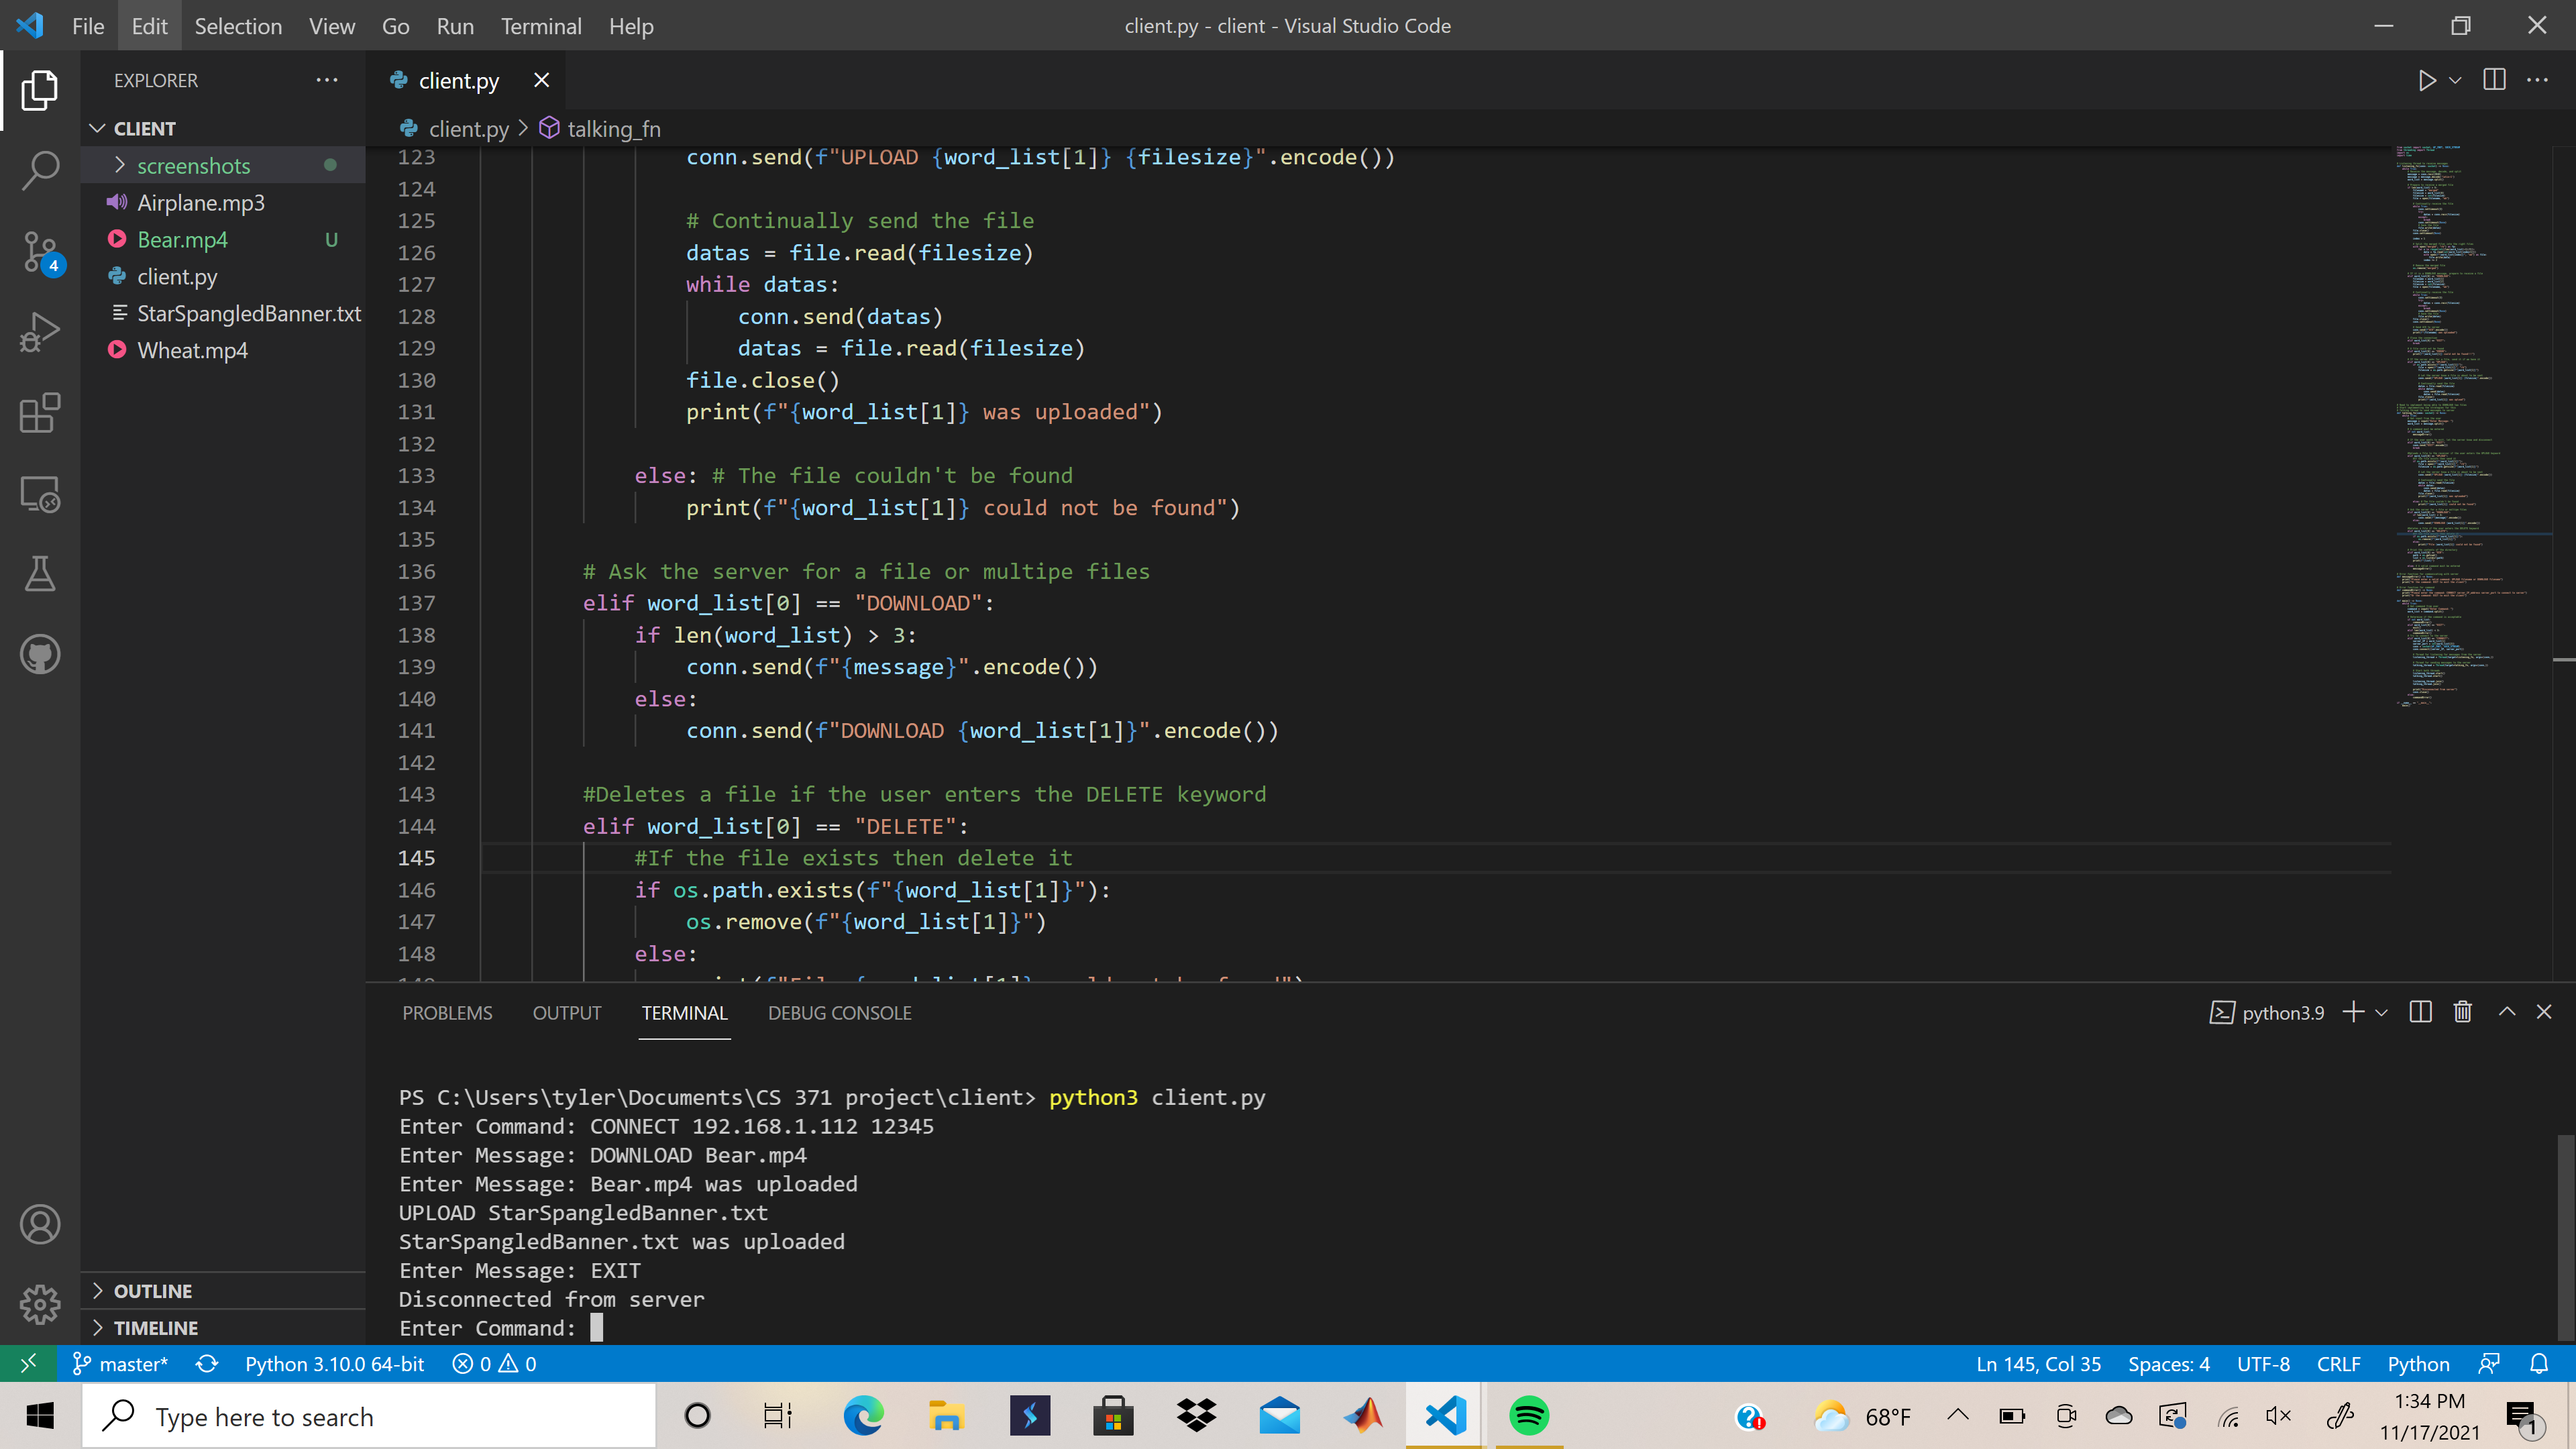 File Edit Selection View Go Run Terminal Help
client.py - client - Visual Studio Code
EXPLORER
CLIENT
screenshots
Airplane.mp3
Bear.mp4 U
client.py
StarSpangledBanner.txt
Wheat.mp4
OUTLINE
TIMELINE
4
client.py
client.py > talking_fn
123 conn.send(f"UPLOAD {word_list[1]} {filesize}".encode())
124
125 # Continually send the file
126 datas = file.read(filesize)
127 while datas:
128 conn.send(datas)
129 datas = file.read(filesize)
130 file.close()
131 print(f"{word_list[1]} was uploaded")
132
133 else: # The file couldn't be found
134 print(f"{word_list[1]} could not be found")
135
136 # Ask the server for a file or multipe files
137 elif word_list[0] == "DOWNLOAD":
138 if len(word_list) > 3:
139 conn.send(f"{message}".encode())
140 else:
141 conn.send(f"DOWNLOAD {word_list[1]}".encode())
142
143 #Deletes a file if the user enters the DELETE keyword
144 elif word_list[0] == "DELETE":
145 #If the file exists then delete it
146 if os.path.exists(f"{word_list[1]}"):
147 os.remove(f"{word_list[1]}")
148 else:
PROBLEMS OUTPUT TERMINAL DEBUG CONSOLE
python3.9
PS C:\Users\tyler\Documents\CS 371 project\client> python3 client.py
Enter Command: CONNECT 192.168.1.112 12345
Enter Message: DOWNLOAD Bear.mp4
Enter Message: Bear.mp4 was uploaded
UPLOAD StarSpangledBanner.txt
StarSpangledBanner.txt was uploaded
Enter Message: EXIT
Disconnected from server
Enter Command:
master* Python 3.10.0 64-bit 0 0 Ln 145, Col 35 Spaces: 4 UTF-8 CRLF Python
Type here to search
68°F
1:34 PM
11/17/2021
1